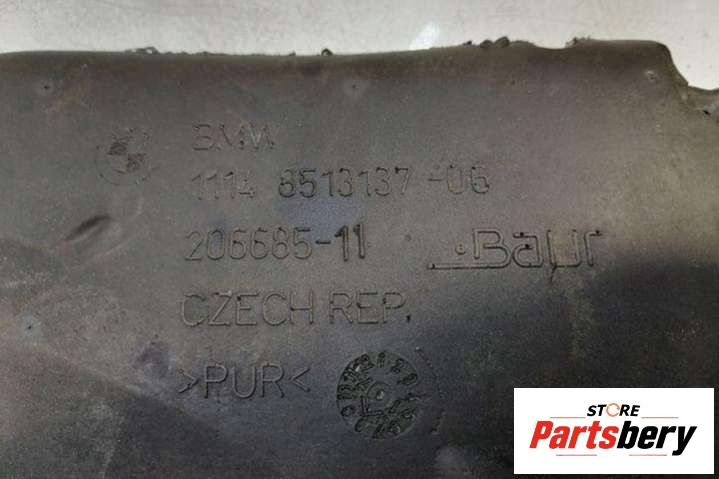 BMW
1114 8513137-06
206685-11 Baur
CZECH REP.
>PUR<
STORE
Partsbery